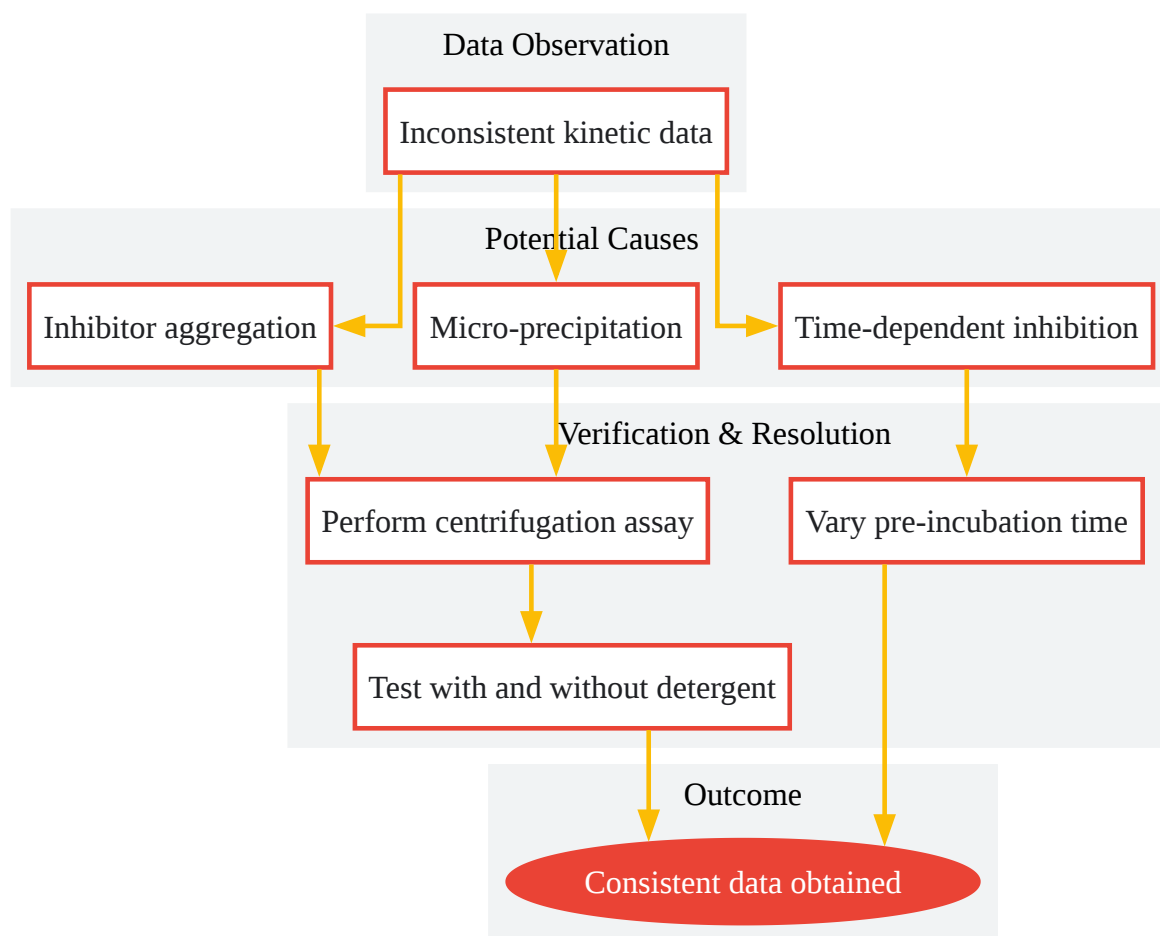 Data Observation
Inconsistent kinetic data
Potential Causes
Inhibitor aggregation
Micro-precipitation
Time-dependent inhibition
Verification & Resolution
Perform centrifugation assay
Vary pre-incubation time
Test with and without detergent
Outcome
Consistent data obtained